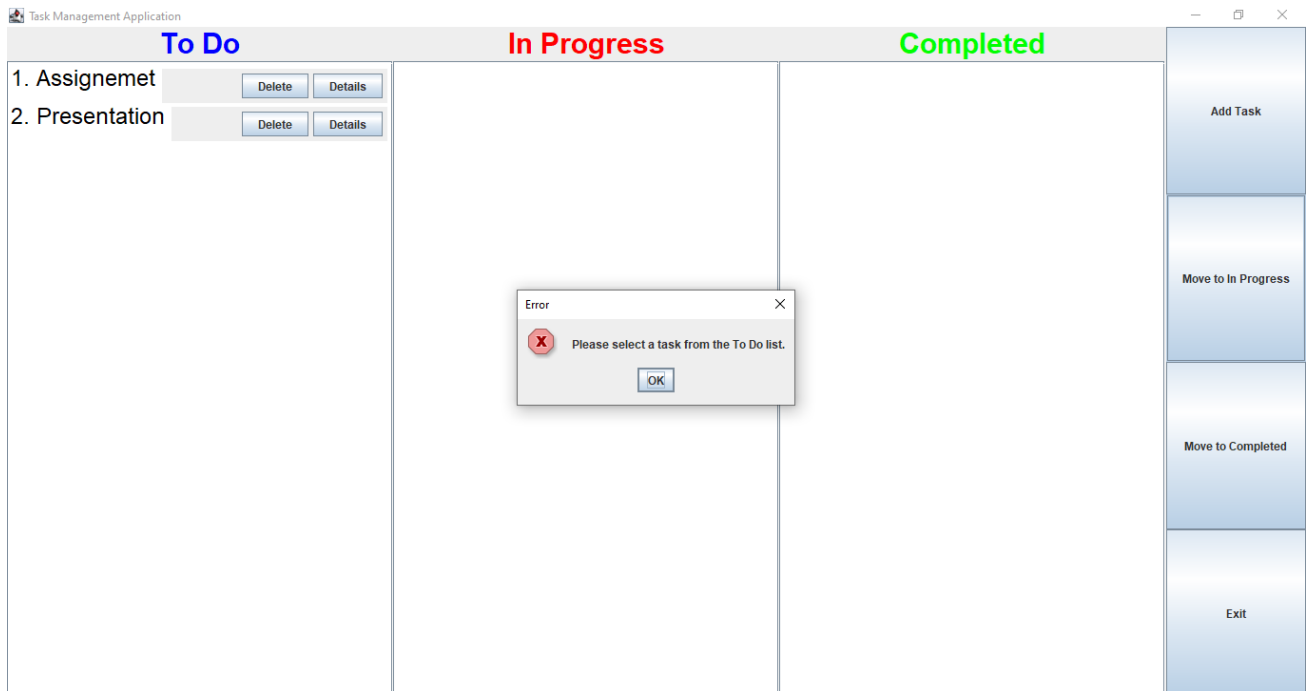 Task Management Application
To Do
In Progress
Completed
1. Assignemet
Delete
Details
2. Presentation
Delete
Details
Error
Please select a task from the To Do list.
OK
Add Task
Move to In Progress
Move to Completed
Exit